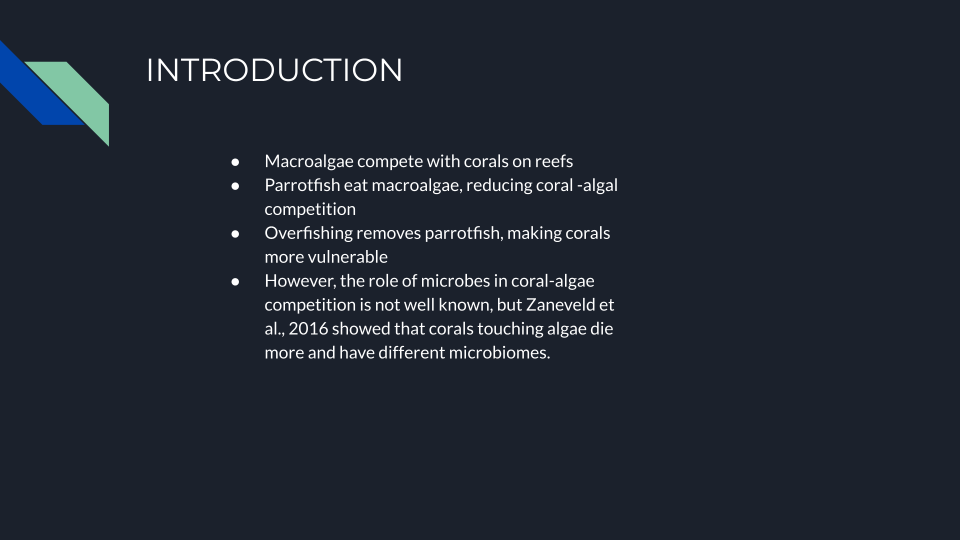 INTRODUCTION
● Macroalgae compete with corals on reefs
● Parrotfish eat macroalgae, reducing coral -algal
competition
● Overfishing removes parrotfish, making corals
more vulnerable
● However, the role of microbes in coral-algae
competition is not well known, but Zaneveld et
al., 2016 showed that corals touching algae die
more and have different microbiomes.